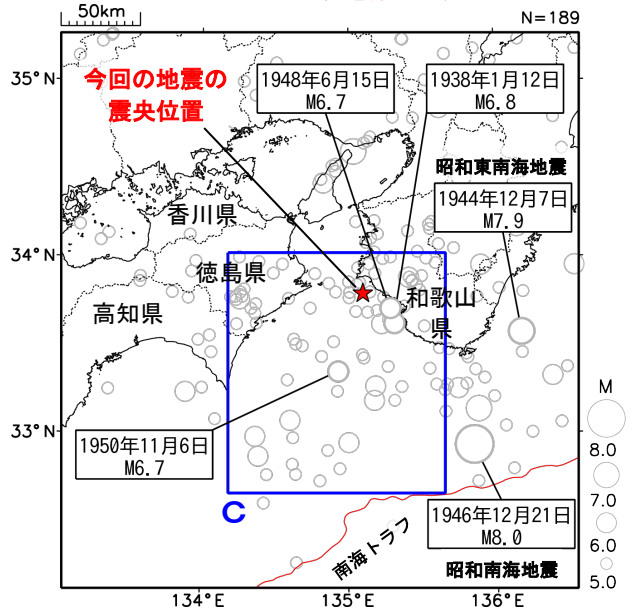 50km
N=189
35°N
今回の地震の
震央位置
1948年6月15日
M6.7
1938年1月12日
M6.8
昭和東南海地震
1944年12月7日
M7.9
香川県
34°N
徳島県
和歌山
県
高知県
M
8.0
7.0
6.0
5.0
33°N
1950年11月6日
M6.7
C
1946年12月21日
M8.0
南海トラフ
昭和南海地震
134°E
135°E
136°E